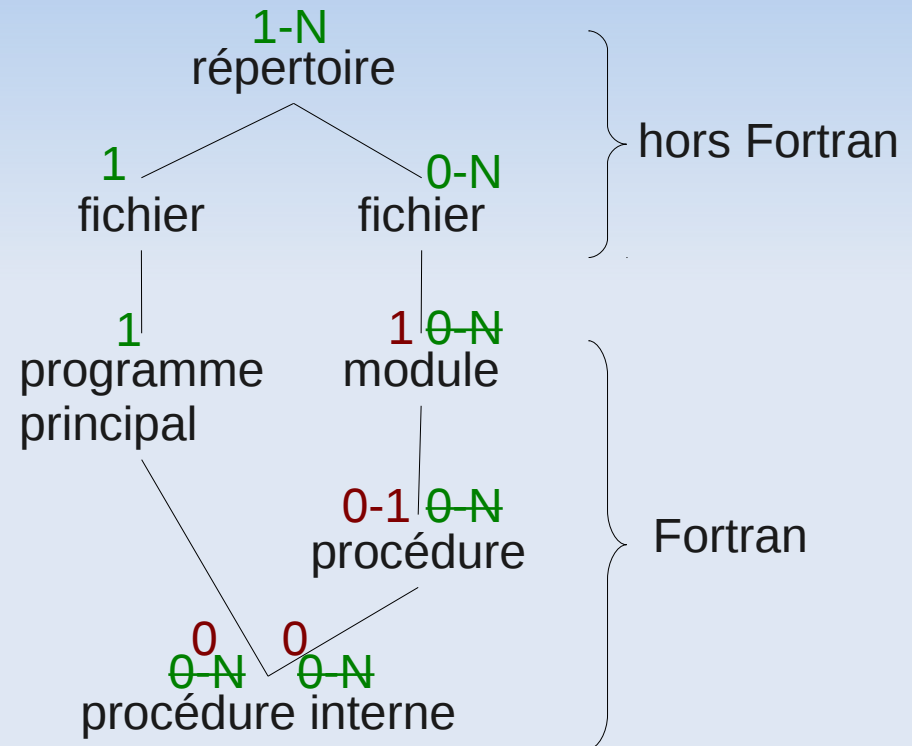 1-N
répertoire
hors Fortran
1
0-N
fichier
fichier
1
1 0-N
programme
principal
module
0-1 0-N
procédure
Fortran
0
0
0-N
0-N
procédure interne